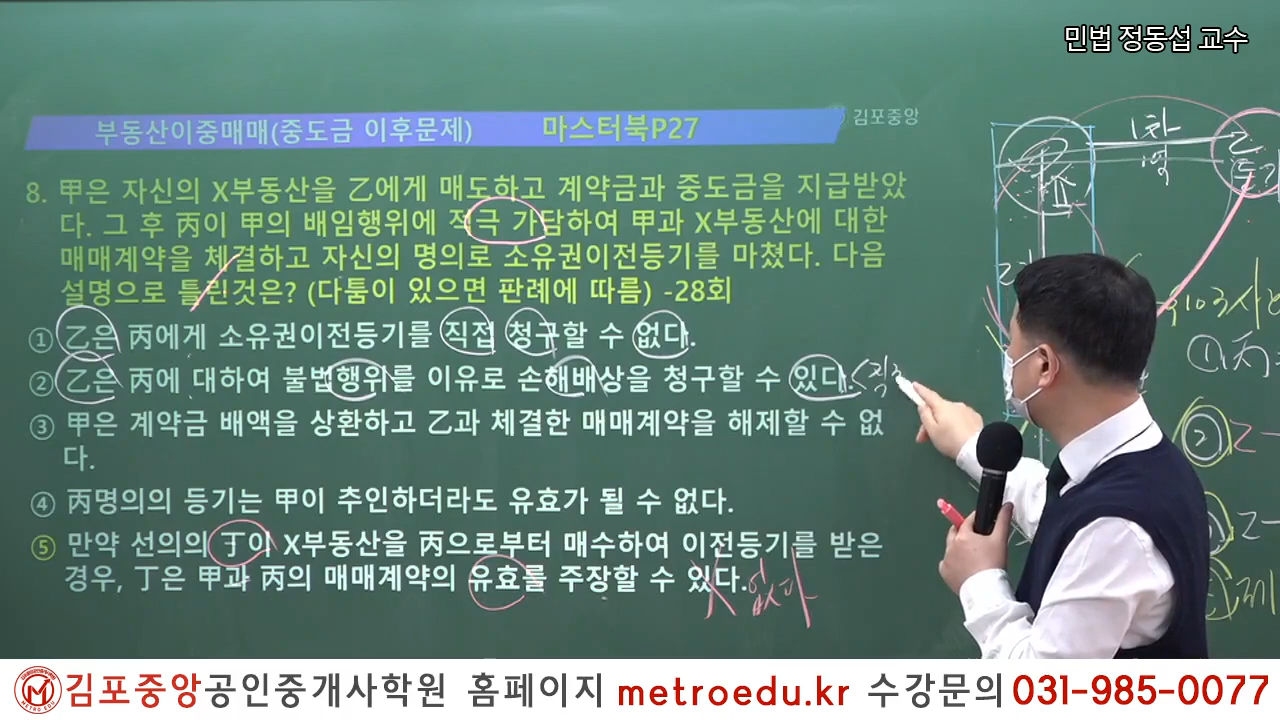 민법 정동섭 교수
부동산이중매매(중도금 이후문제) 마스터북P27
김포중앙
8. 甲은 자신의 X부동산을 乙에게 매도하고 계약금과 중도금을 지급받았
다. 그 후 丙이 甲의 배임행위에 적극 가담하여 甲과 X부동산에 대한
매매계약을 체결하고 자신의 명의로 소유권이전등기를 마쳤다. 다음
설명으로 틀린것은? (다툼이 있으면 판례에 따름) -28회
① 乙은 丙에게 소유권이전등기를 직접 청구할 수 없다.
② 乙은 丙에 대하여 불법행위를 이유로 손해배상을 청구할 수 있다.
③ 甲은 계약금 배액을 상환하고 乙과 체결한 매매계약을 해제할 수 없
다.
④ 丙명의의 등기는 甲이 추인하더라도 유효가 될 수 없다.
⑤ 만약 선의의 丁이 X부동산을 丙으로부터 매수하여 이전등기를 받은
경우, 丁은 甲과 丙의 매매계약의 유효를 주장할 수 있다.
X 없다
1차
103사
① 丙
② 乙
김포중앙공인중개사학원 홈페이지 metroedu.kr 수강문의 031-985-0077